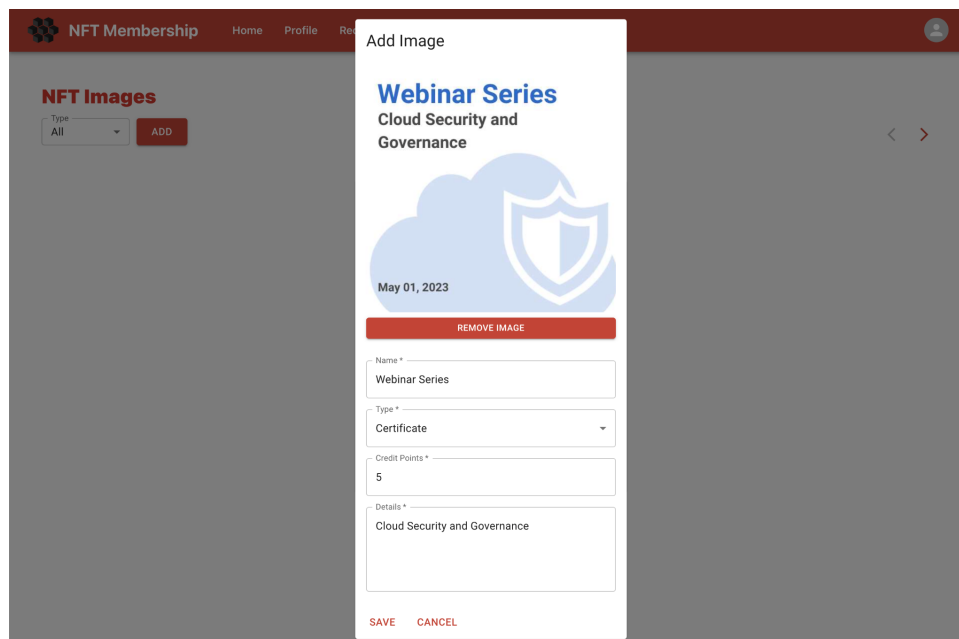 NFT Membership Home Profile Re
Add Image
NFT Images
Type
All
ADD
Webinar Series
Cloud Security and
Governance
May 01, 2023
REMOVE IMAGE
Name *
Webinar Series
Type *
Certificate
Credit Points *
5
Details *
Cloud Security and Governance
SAVE CANCEL